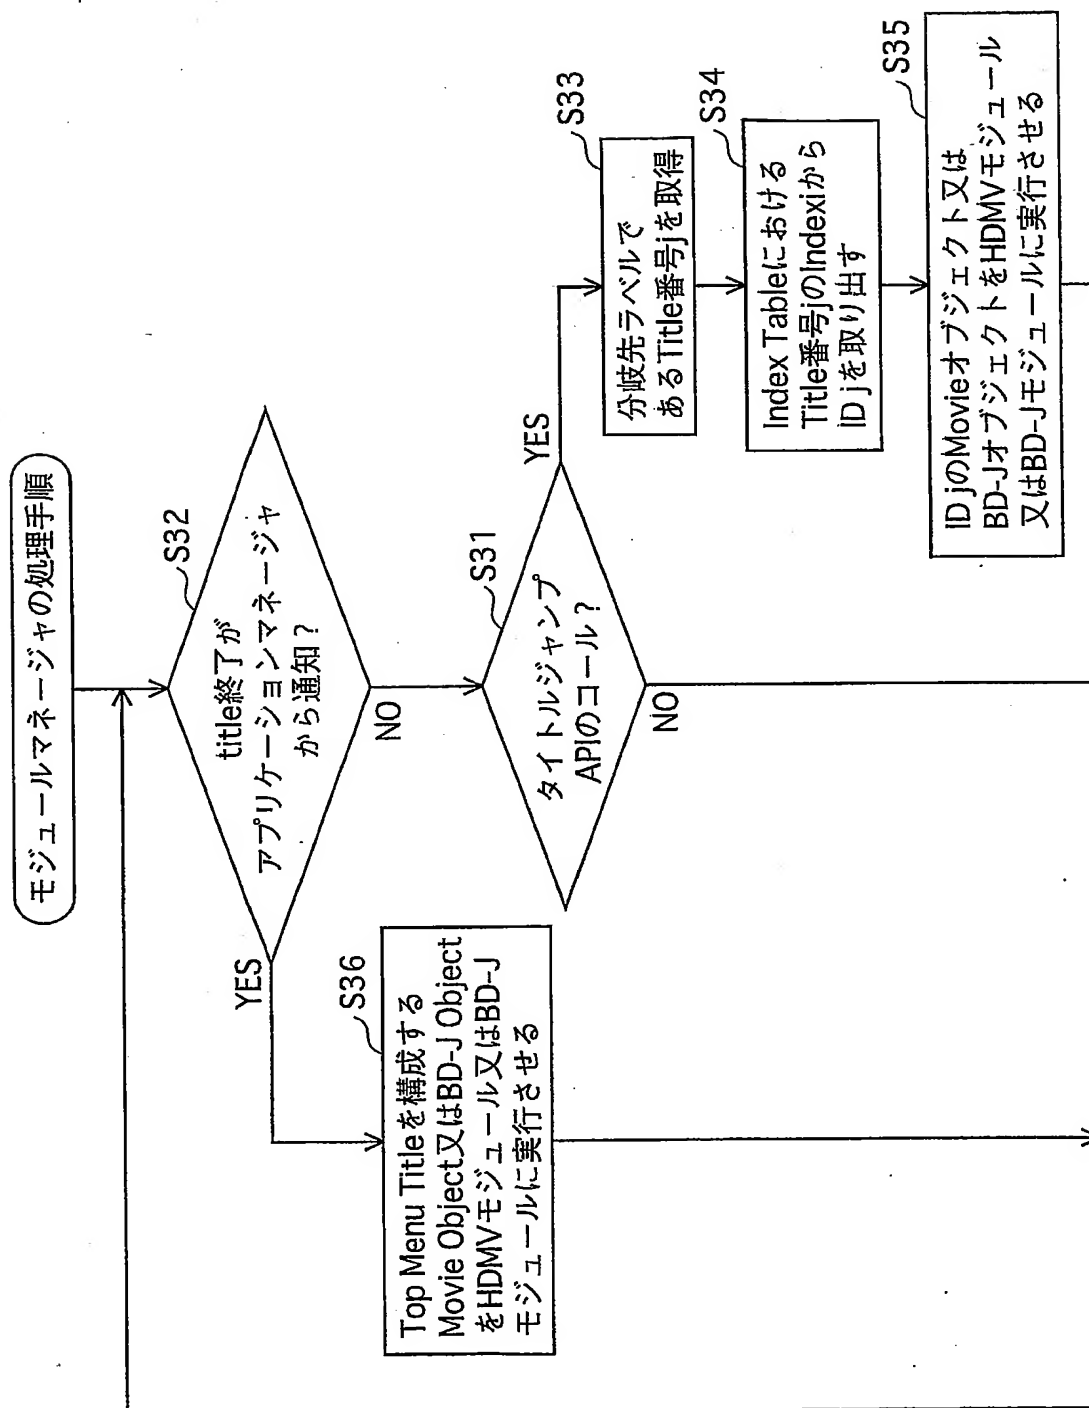 モジュールマネージャの処理手順
S32
title終了が
アプリケーションマネージャ
から通知？
YES
NO
S36
Top Menu Titleを構成する
Movie Object又はBD-J Object
をHDMVモジュール又はBD-J
モジュールに実行させる
S31
タイトルジャンプ
APIのコール？
YES
NO
S33
分岐先ラベルで
あるTitle番号jを取得
S34
Index Tableにおける
Title番号jのIndexiから
ID jを取り出す
S35
ID jのMovieオブジェクト又は
BD-JオブジェクトをHDMVモジュール
又はBD-Jモジュールに実行させる